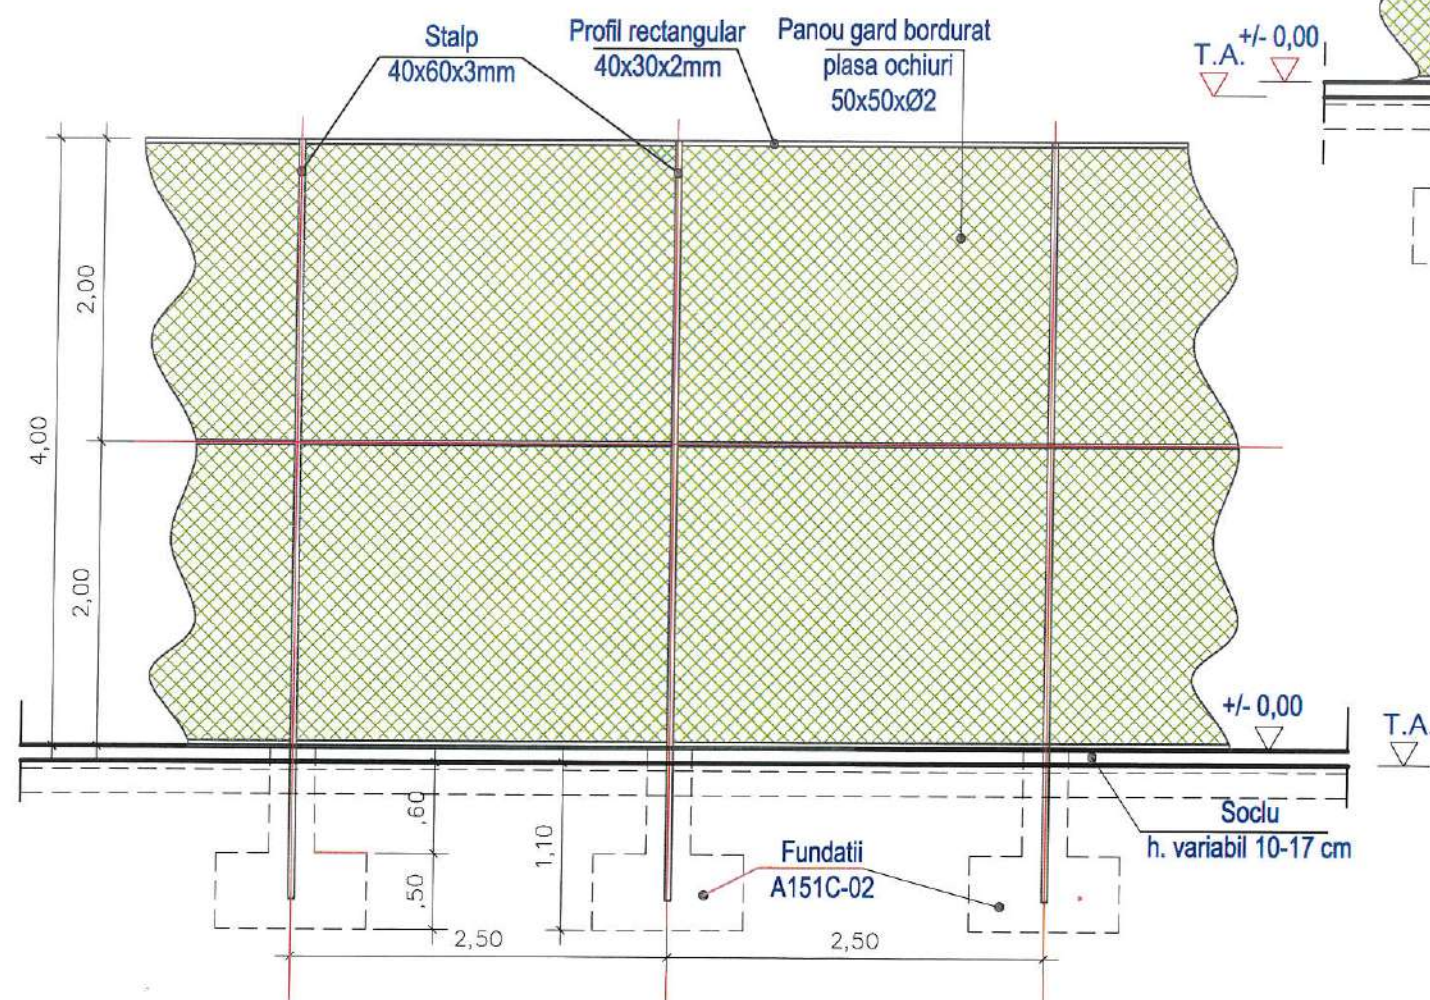 Stalp
40x60x3mm
Profil rectangular
40x30x2mm
Panou gard bordurat
plasa ochiuri
50x50xØ2
T.A.
+/- 0,00
2,00
4,00
2,00
+/- 0,00
T.A.
,60
1,10
,50
Fundatii
A151C-02
Soclu
h. variabil 10-17 cm
2,50
2,50